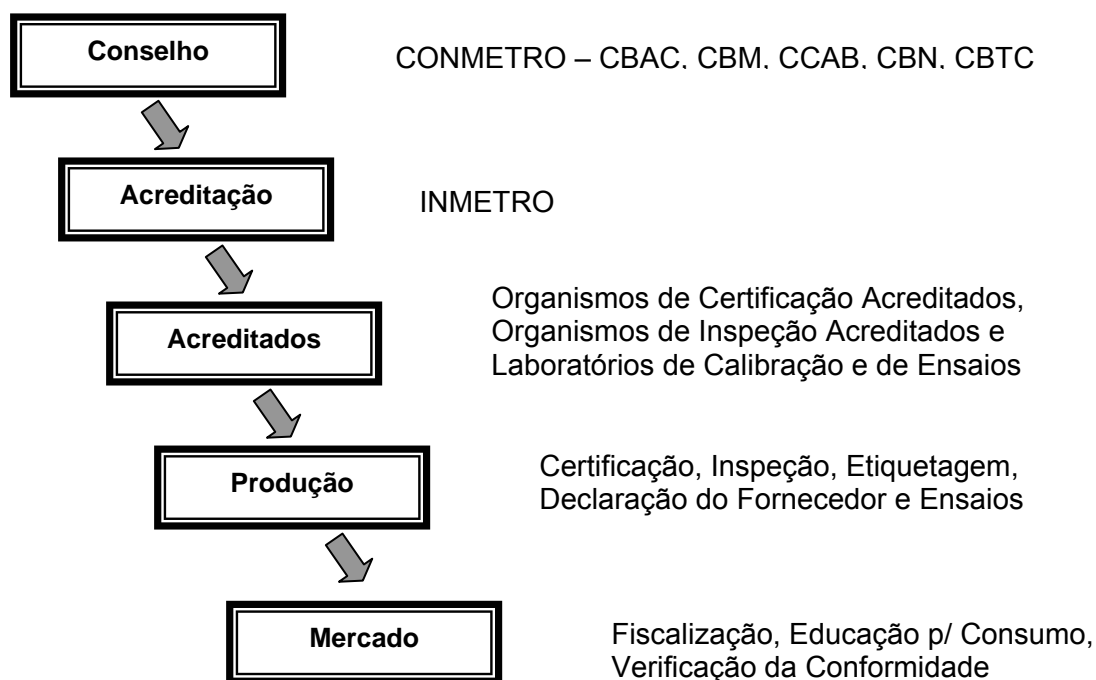 Conselho
CONMETRO – CBAC, CBM, CCAB, CBN, CBTC
Acreditação
INMETRO
Acreditados
Organismos de Certificação Acreditados,
Organismos de Inspeção Acreditados e
Laboratórios de Calibração e de Ensaios
Produção
Certificação, Inspeção, Etiquetagem,
Declaração do Fornecedor e Ensaios
Mercado
Fiscalização, Educação p/ Consumo,
Verificação da Conformidade